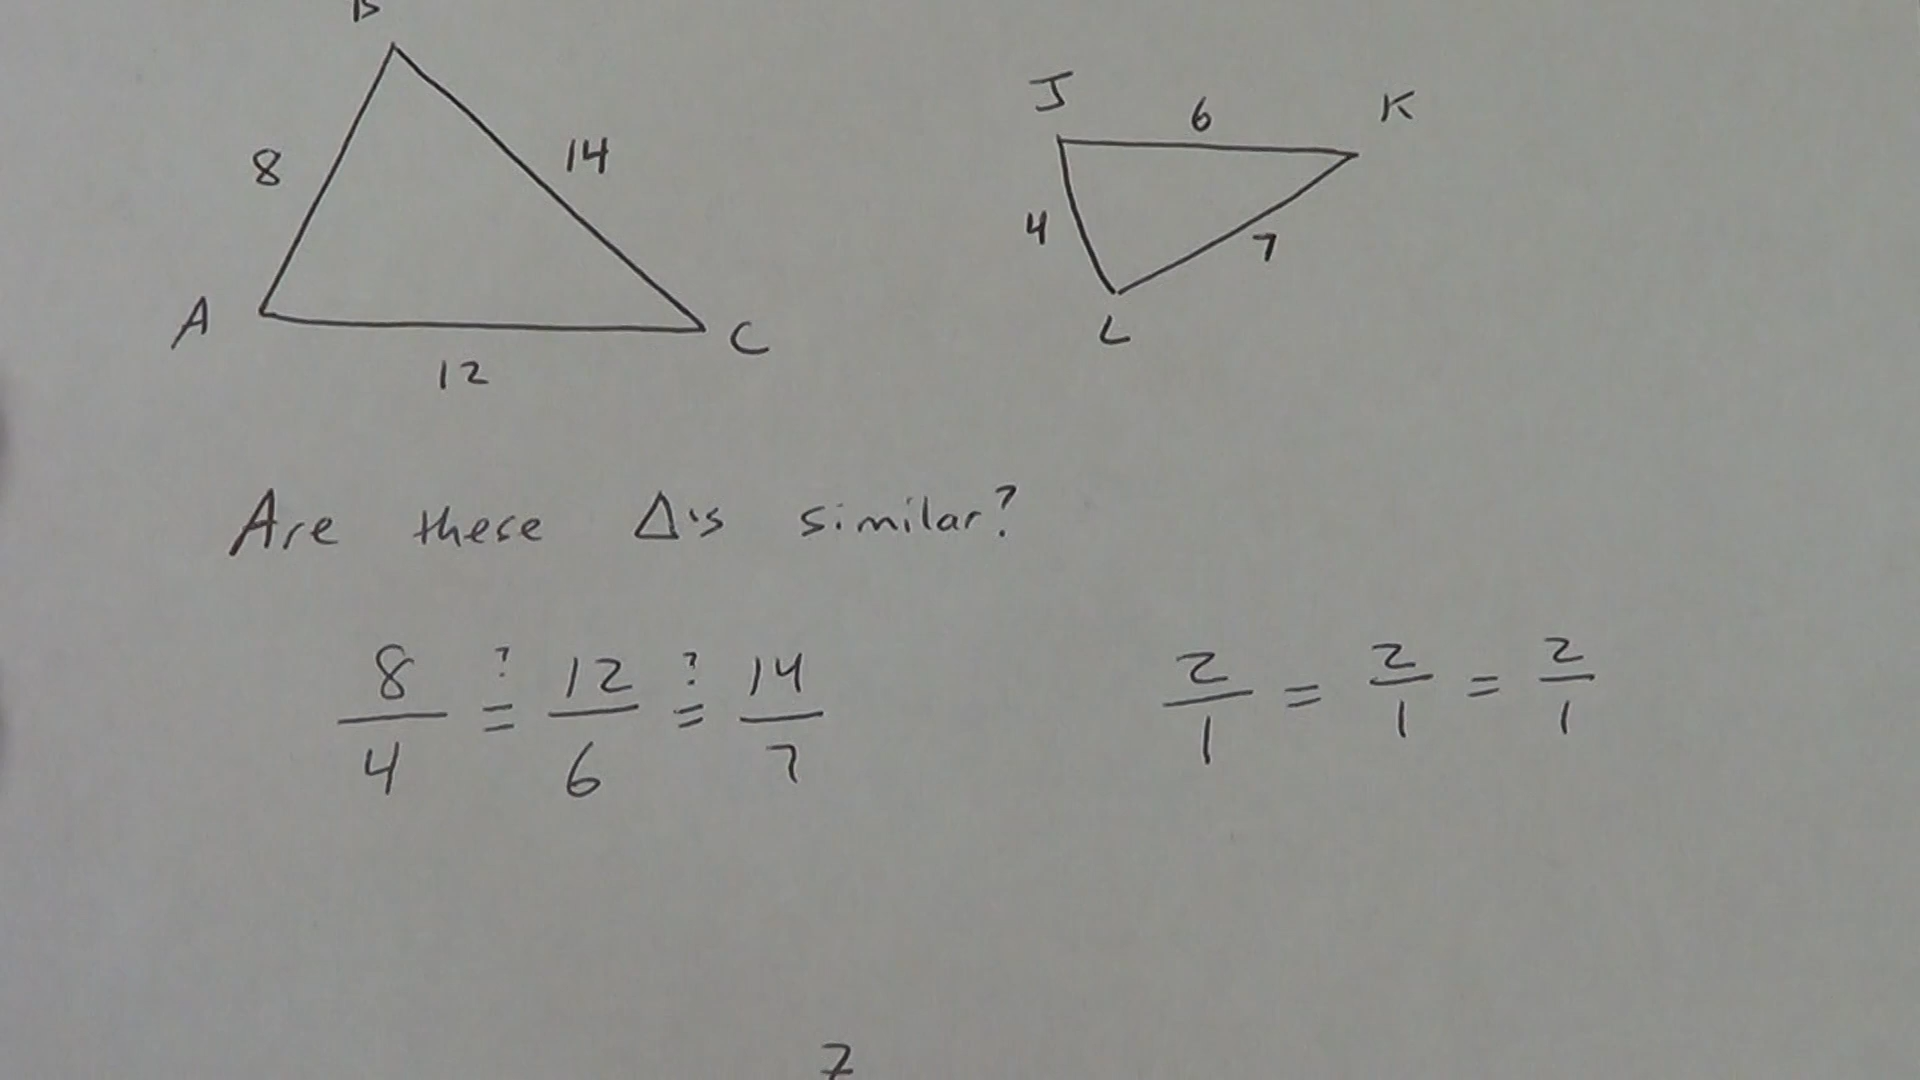 B
J 6 K
8 14
4 7
A C L
12
Are these Δ's similar?
8/4 ?= 12/6 ?= 14/7 2/1 = 2/1 = 2/1